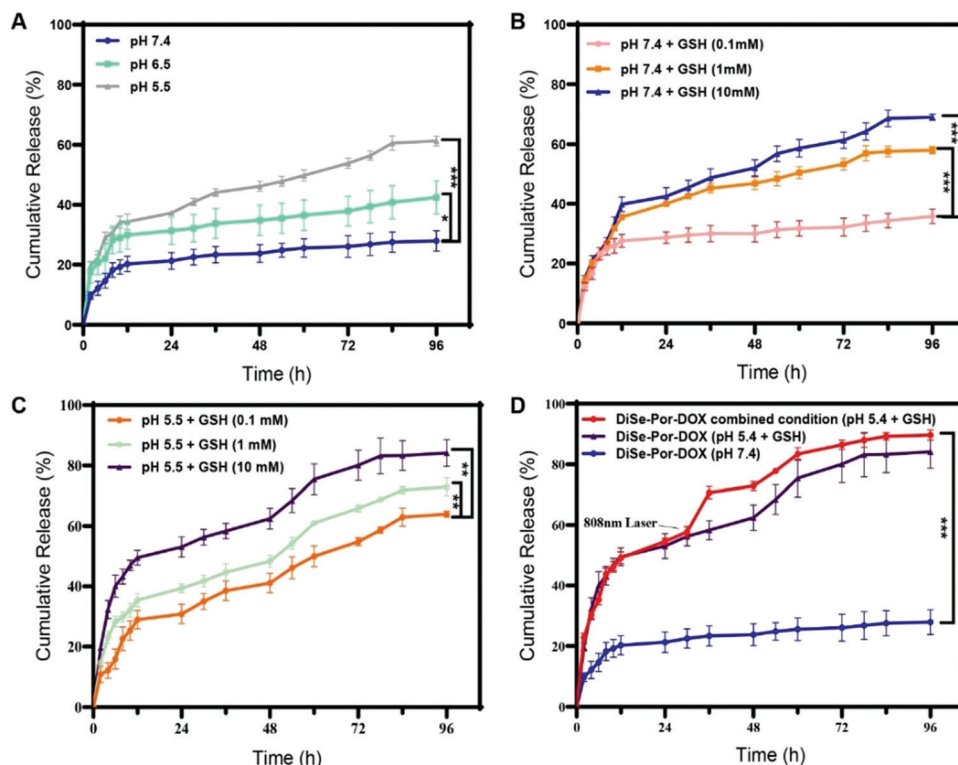 A
pH 7.4
pH 6.5
pH 5.5
Cumulative Release (%)
100
80
60
40
20
0
***
*
0 24 48 72 96
Time (h)
B
pH 7.4 + GSH (0.1mM)
pH 7.4 + GSH (1mM)
pH 7.4 + GSH (10mM)
Cumulative Release (%)
100
80
60
40
20
0
***
***
0 24 48 72 96
Time (h)
C
pH 5.5 + GSH (0.1 mM)
pH 5.5 + GSH (1 mM)
pH 5.5 + GSH (10 mM)
Cumulative Release (%)
100
80
60
40
20
0
**
**
0 24 48 72 96
Time (h)
D
DiSe-Por-DOX combined condition (pH 5.4 + GSH)
DiSe-Por-DOX (pH 5.4 + GSH)
DiSe-Por-DOX (pH 7.4)
808nm Laser
Cumulative Release (%)
100
80
60
40
20
0
***
0 24 48 72 96
Time (h)